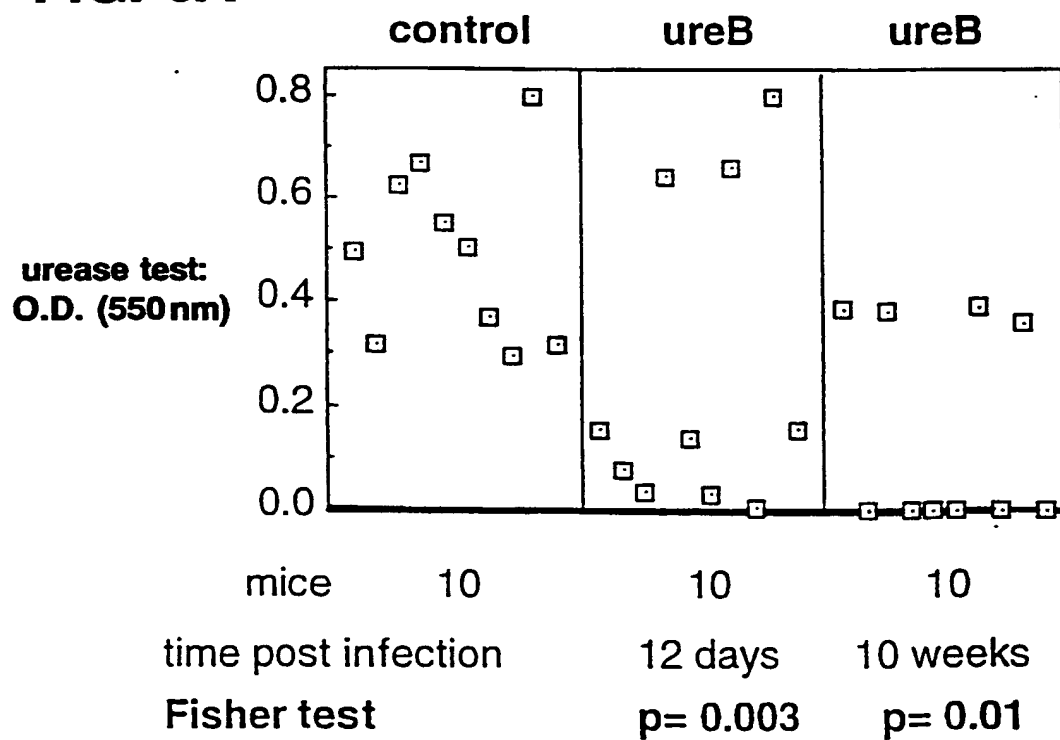 control ureB ureB
0.8
0.6
urease test:
O.D. (550nm)
0.4
0.2
0.0
mice 10 10 10
time post infection 12 days 10 weeks
Fisher test p= 0.003 p= 0.01